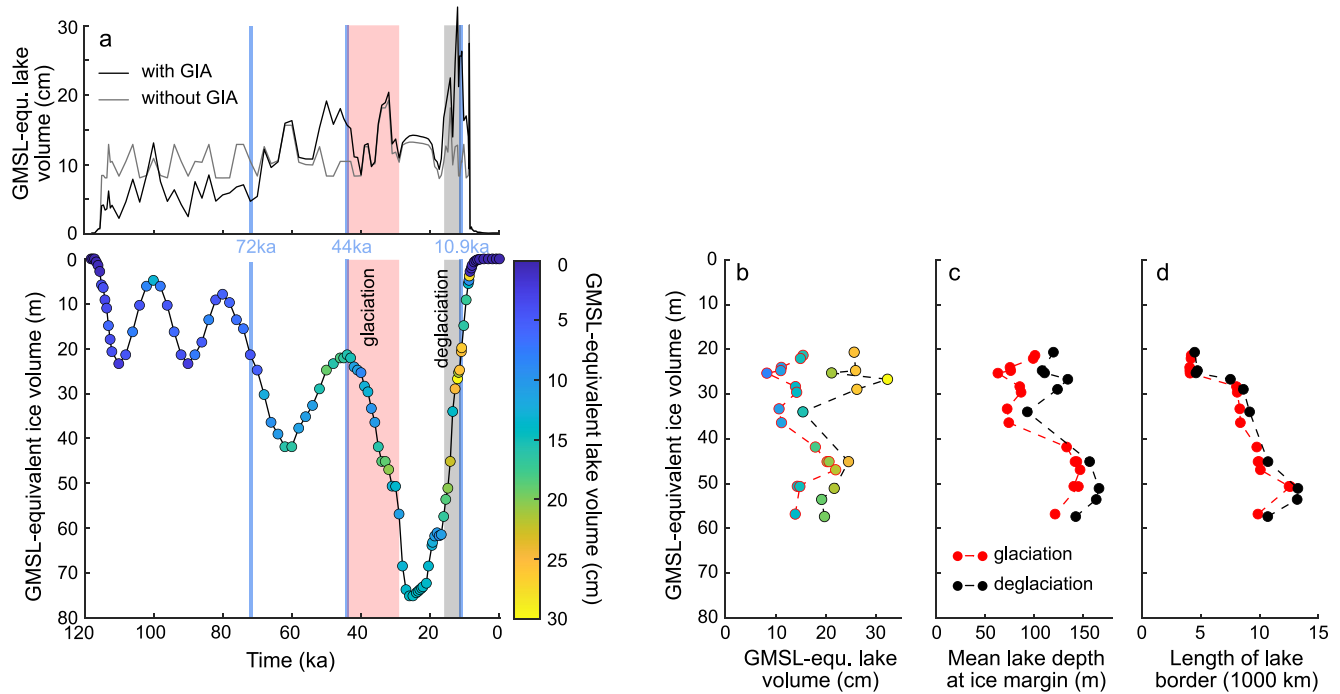 a
with GIA
without GIA
GMSL-equ. lake
volume (cm)
30
20
10
0
72ka
44ka
10.9ka
glaciation
deglaciation
GMSL-equivalent ice volume (m)
0
10
20
30
40
50
60
70
80
120
100
80
60
40
20
0
Time (ka)
0
5
10
15
20
25
30
GMSL-equivalent lake volume (cm)
b
GMSL-equivalent ice volume (m)
0
10
20
30
40
50
60
70
80
0
10
20
30
GMSL-equ. lake
volume (cm)
c
glaciation
deglaciation
0
50
100
150
Mean lake depth
at ice margin (m)
d
0
5
10
15
Length of lake
border (1000 km)